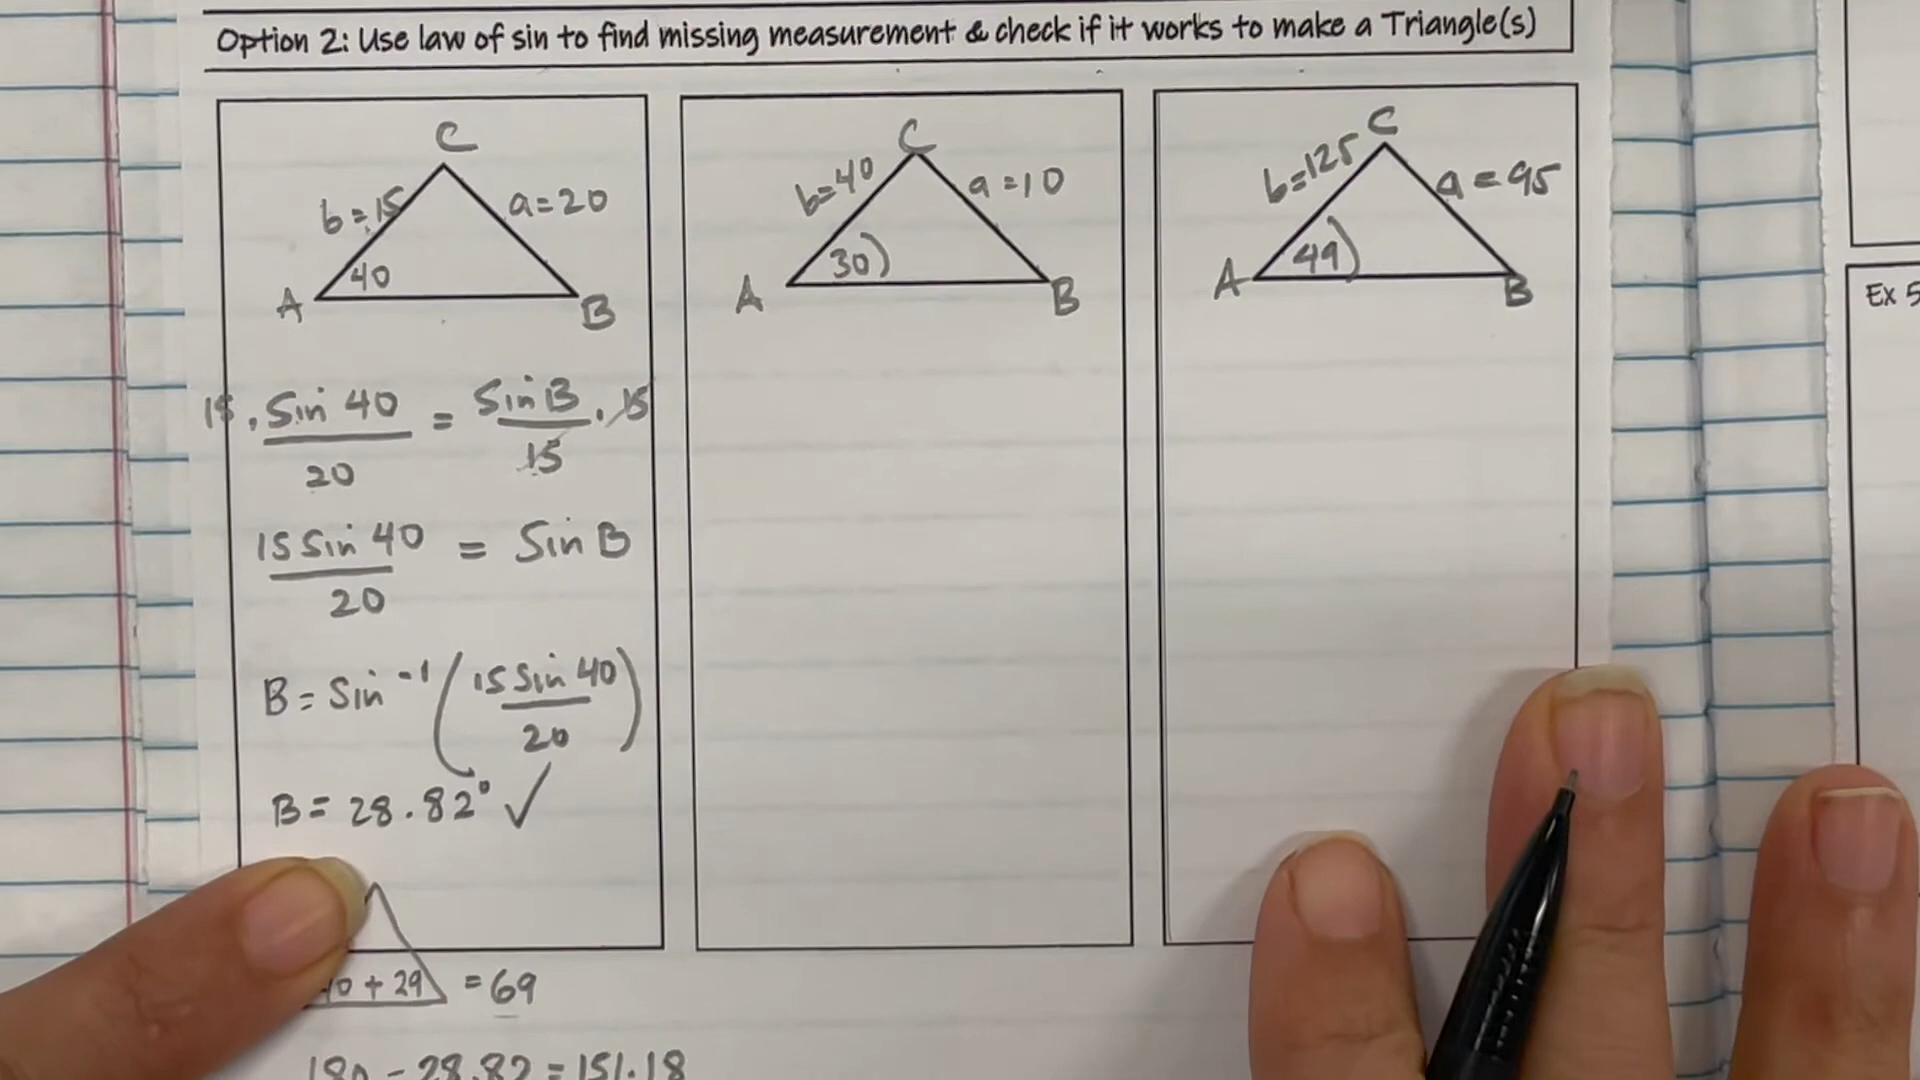 Option 2: Use law of sin to find missing measurement & check if it works to make a Triangle(s)
C
b=15
a=20
40
A
B
15 . Sin 40 / 20 = Sin B / 15 . 15
15 Sin 40 / 20 = Sin B
B = Sin⁻¹ ( 15 Sin 40 / 20 )
B = 28.82° ✓
+ 29 = 69
180 - 28.82 = 151.18
C
b=40
a=10
30
A
B
C
b=125
a=95
49
A
B
Ex 5